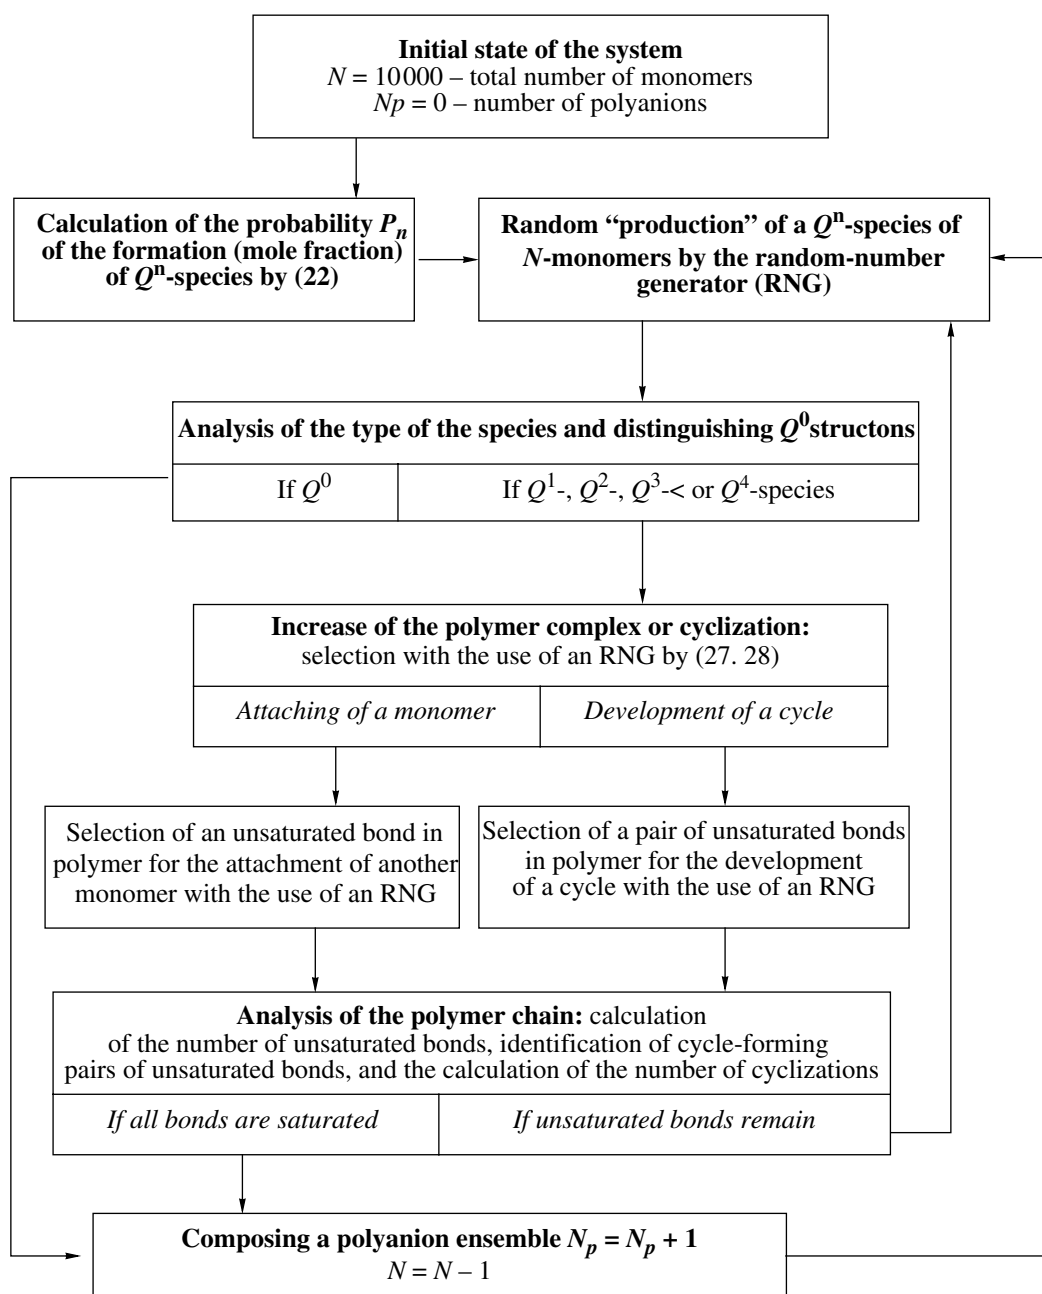 Initial state of the system
N = 10 000 – total number of monomers
Np = 0 – number of polyanions
Calculation of the probability Pₙ
of the formation (mole fraction)
of Qⁿ-species by (22)
Random “production” of a Qⁿ-species of
N-monomers by the random-number
generator (RNG)
Analysis of the type of the species and distinguishing Q⁰structons
If Q⁰
If Q¹-, Q²-, Q³-< or Q⁴-species
Increase of the polymer complex or cyclization:
selection with the use of an RNG by (27. 28)
Attaching of a monomer
Development of a cycle
Selection of an unsaturated bond in
polymer for the attachment of another
monomer with the use of an RNG
Selection of a pair of unsaturated bonds
in polymer for the development
of a cycle with the use of an RNG
Analysis of the polymer chain: calculation
of the number of unsaturated bonds, identification of cycle-forming
pairs of unsaturated bonds, and the calculation of the number of cyclizations
If all bonds are saturated
If unsaturated bonds remain
Composing a polyanion ensemble Nₚ = Nₚ + 1
N = N – 1